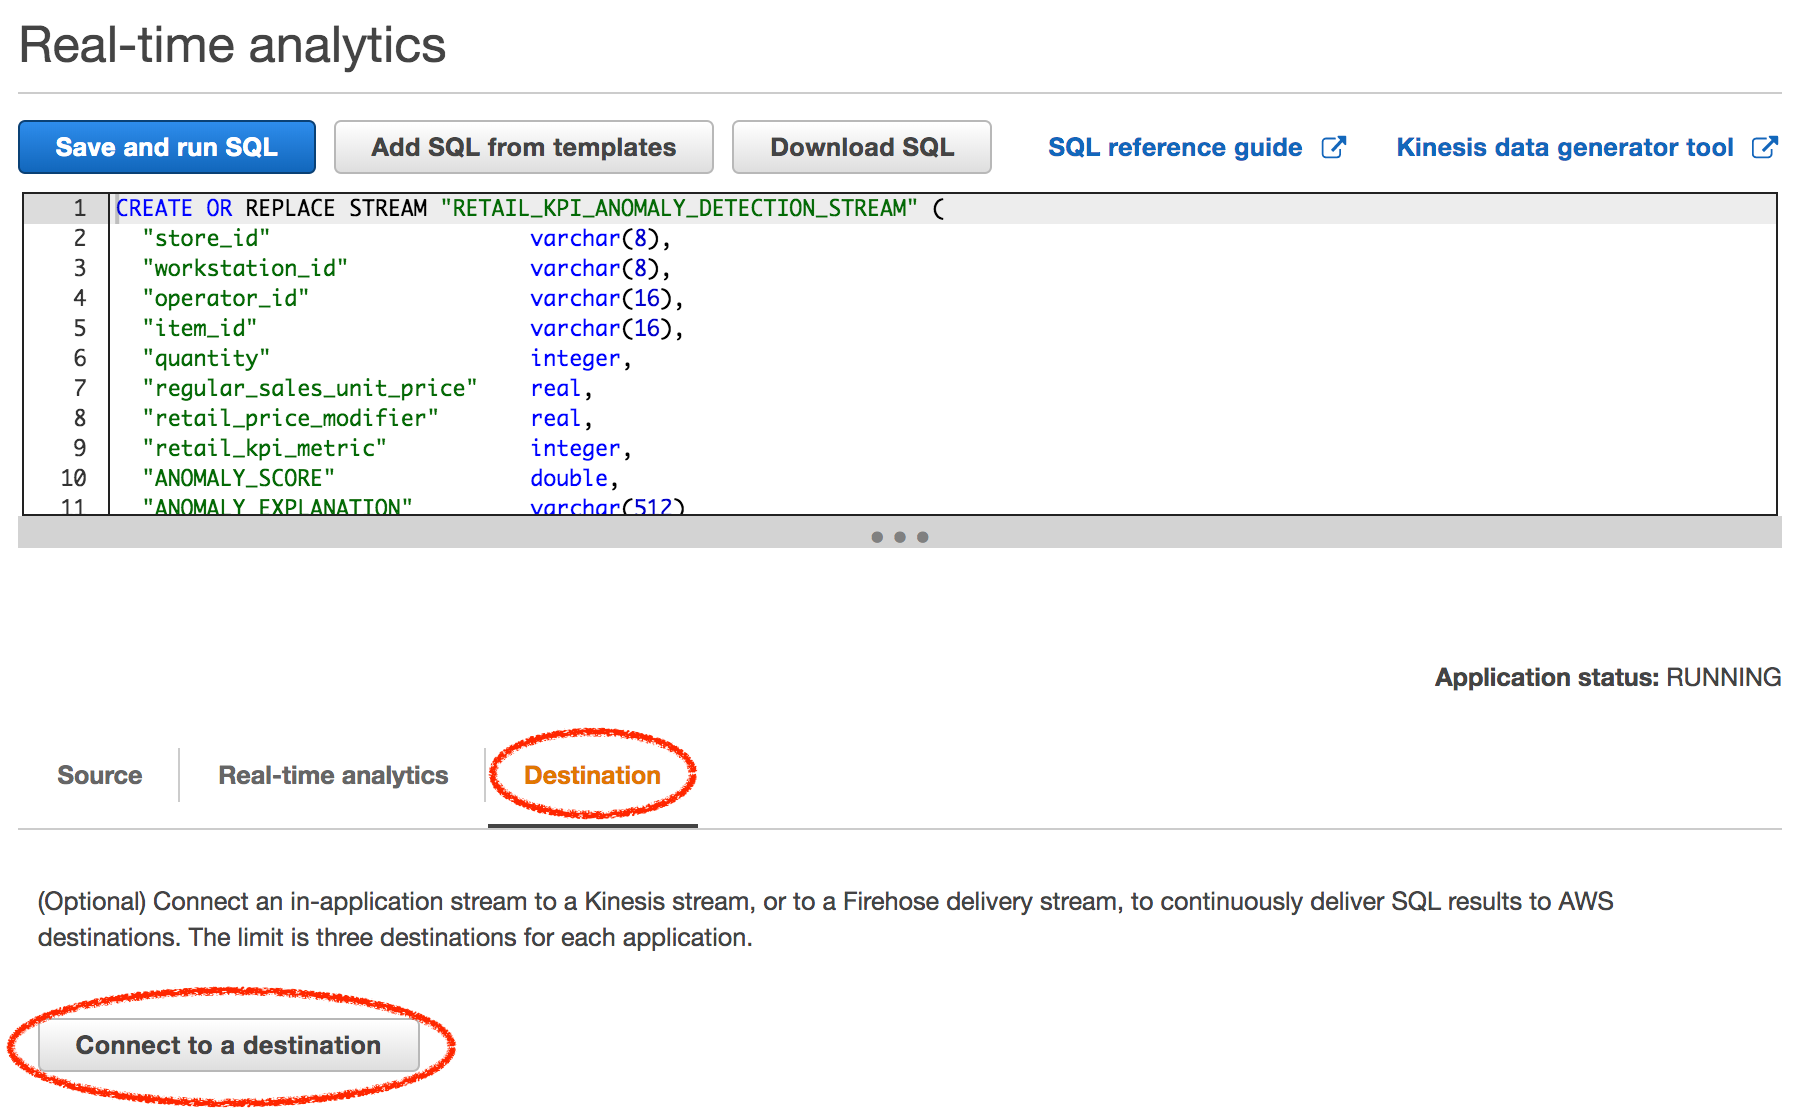 Real-time analytics
Save and run SQL Add SQL from templates Download SQL SQL reference guide Kinesis data generator tool
1 CREATE OR REPLACE STREAM "RETAIL_KPI_ANOMALY_DETECTION_STREAM" (
2 "store_id" varchar(8),
3 "workstation_id" varchar(8),
4 "operator_id" varchar(16),
5 "item_id" varchar(16),
6 "quantity" integer,
7 "regular_sales_unit_price" real,
8 "retail_price_modifier" real,
9 "retail_kpi_metric" integer,
10 "ANOMALY_SCORE" double,
11 "ANOMALY_EXPLANATION" varchar(512)
Application status: RUNNING
Source Real-time analytics Destination
(Optional) Connect an in-application stream to a Kinesis stream, or to a Firehose delivery stream, to continuously deliver SQL results to AWS
destinations. The limit is three destinations for each application.
Connect to a destination